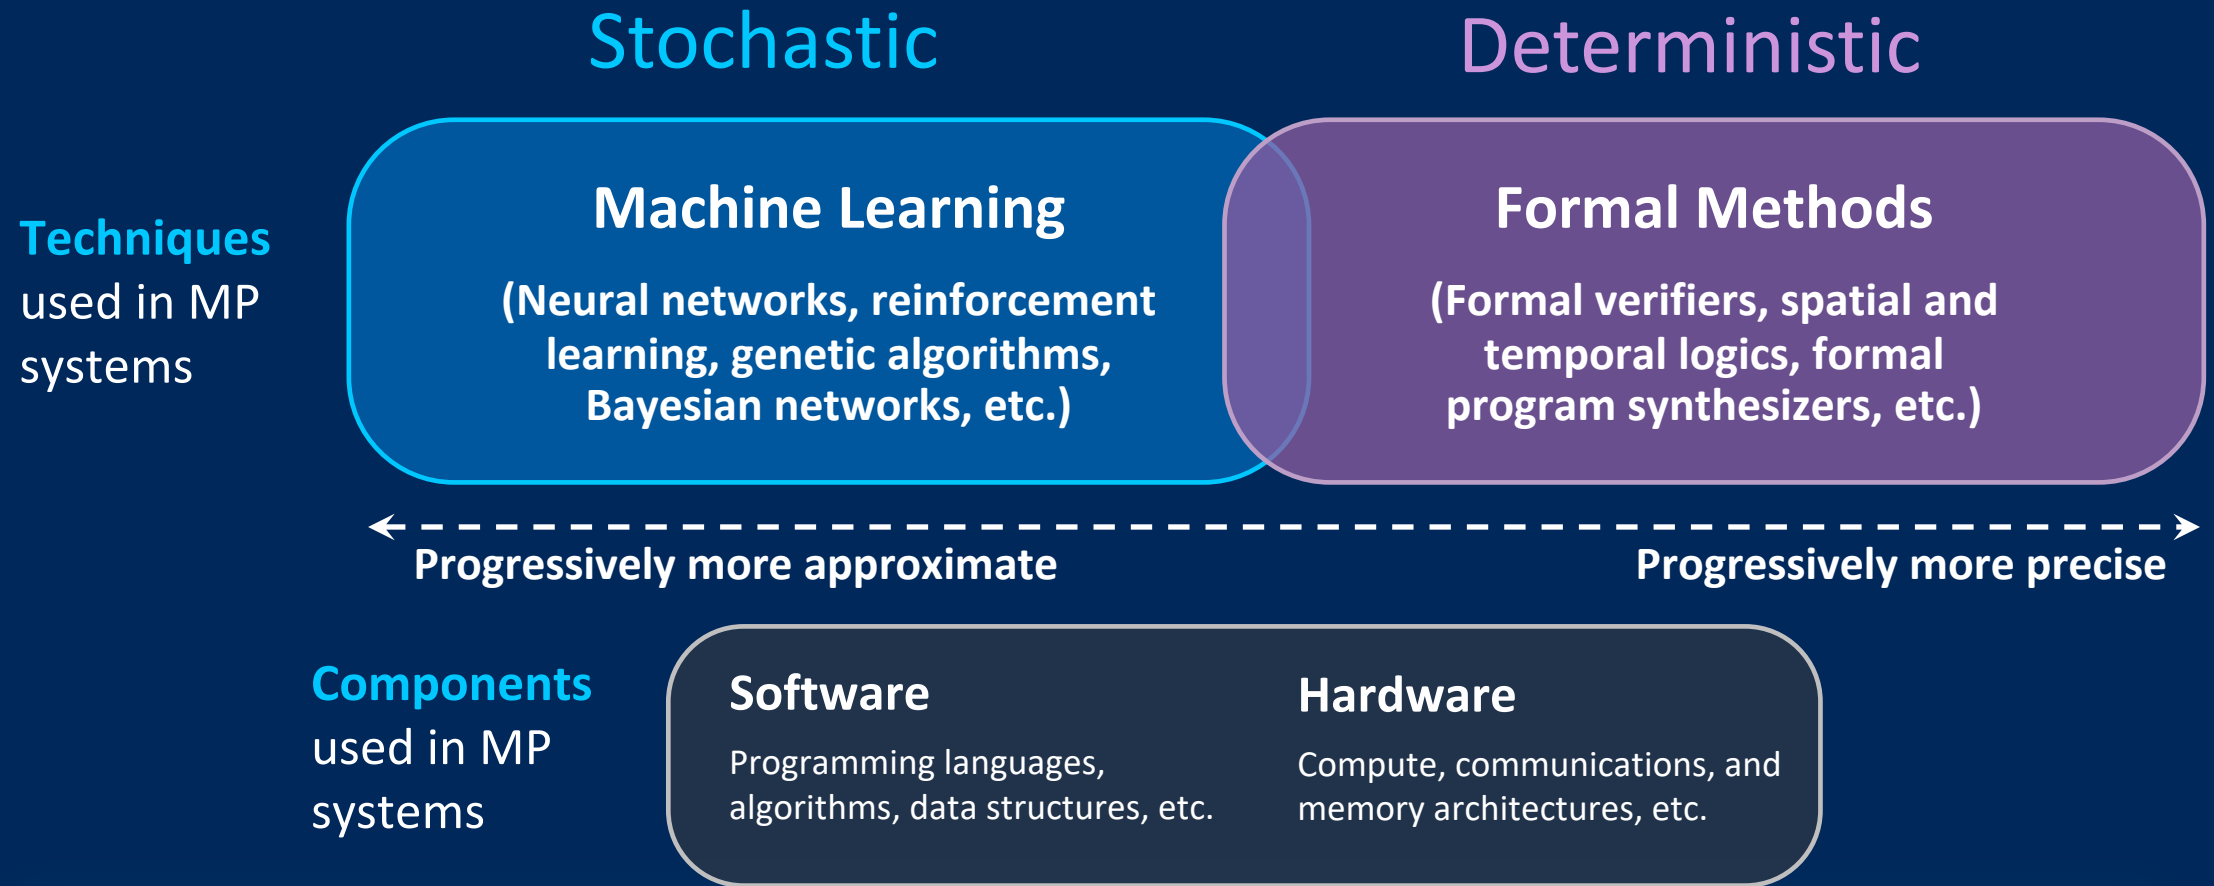 Stochastic
Deterministic
Techniques
used in MP
systems
Machine Learning
(Neural networks, reinforcement
learning, genetic algorithms,
Bayesian networks, etc.)
Formal Methods
(Formal verifiers, spatial and
temporal logics, formal
program synthesizers, etc.)
Progressively more approximate
Progressively more precise
Components
used in MP
systems
Software
Programming languages,
algorithms, data structures, etc.
Hardware
Compute, communications, and
memory architectures, etc.